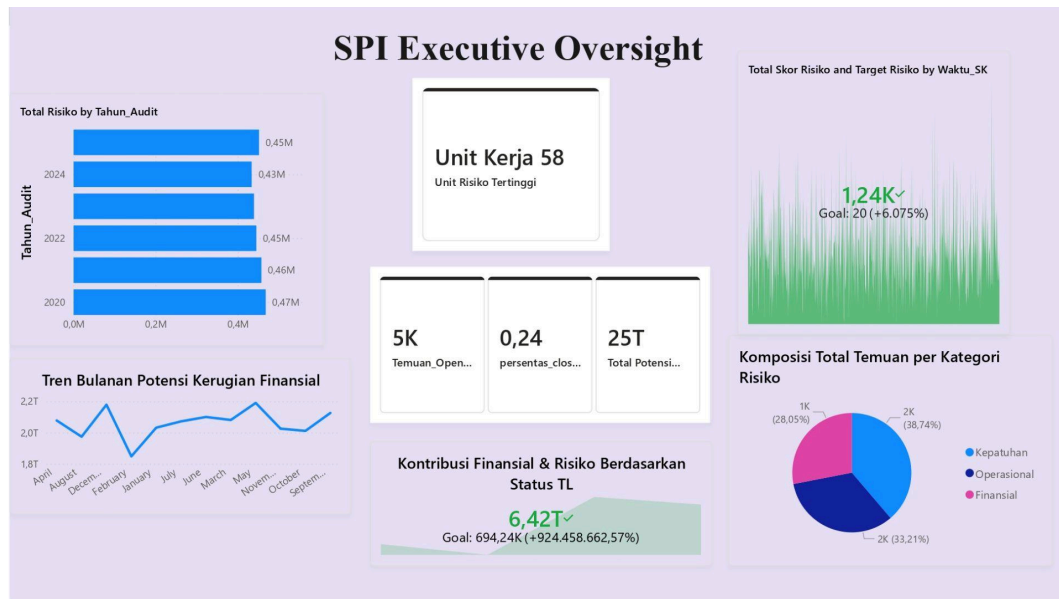 SPI Executive Oversight
Total Risiko by Tahun_Audit
Tahun_Audit
0,45M
2024
0,43M
2022
0,45M
0,46M
2020
0,47M
0,0M
0,2M
0,4M
Unit Kerja 58
Unit Risiko Tertinggi
Total Skor Risiko and Target Risiko by Waktu_SK
1,24K
Goal: 20 (+6.075%)
5K
Temuan_Open...
0,24
persentas_clos...
25T
Total Potensi...
Tren Bulanan Potensi Kerugian Finansial
2,2T
2,0T
1,8T
April
August
Decem...
February
January
July
June
March
May
Novem...
October
Septem...
Kontribusi Finansial & Risiko Berdasarkan
Status TL
6,42T
Goal: 694,24K (+924.458.662,57%)
Komposisi Total Temuan per Kategori
Risiko
1K
(28,05%)
2K
(38,74%)
2K (33,21%)
Kepatuhan
Operasional
Finansial